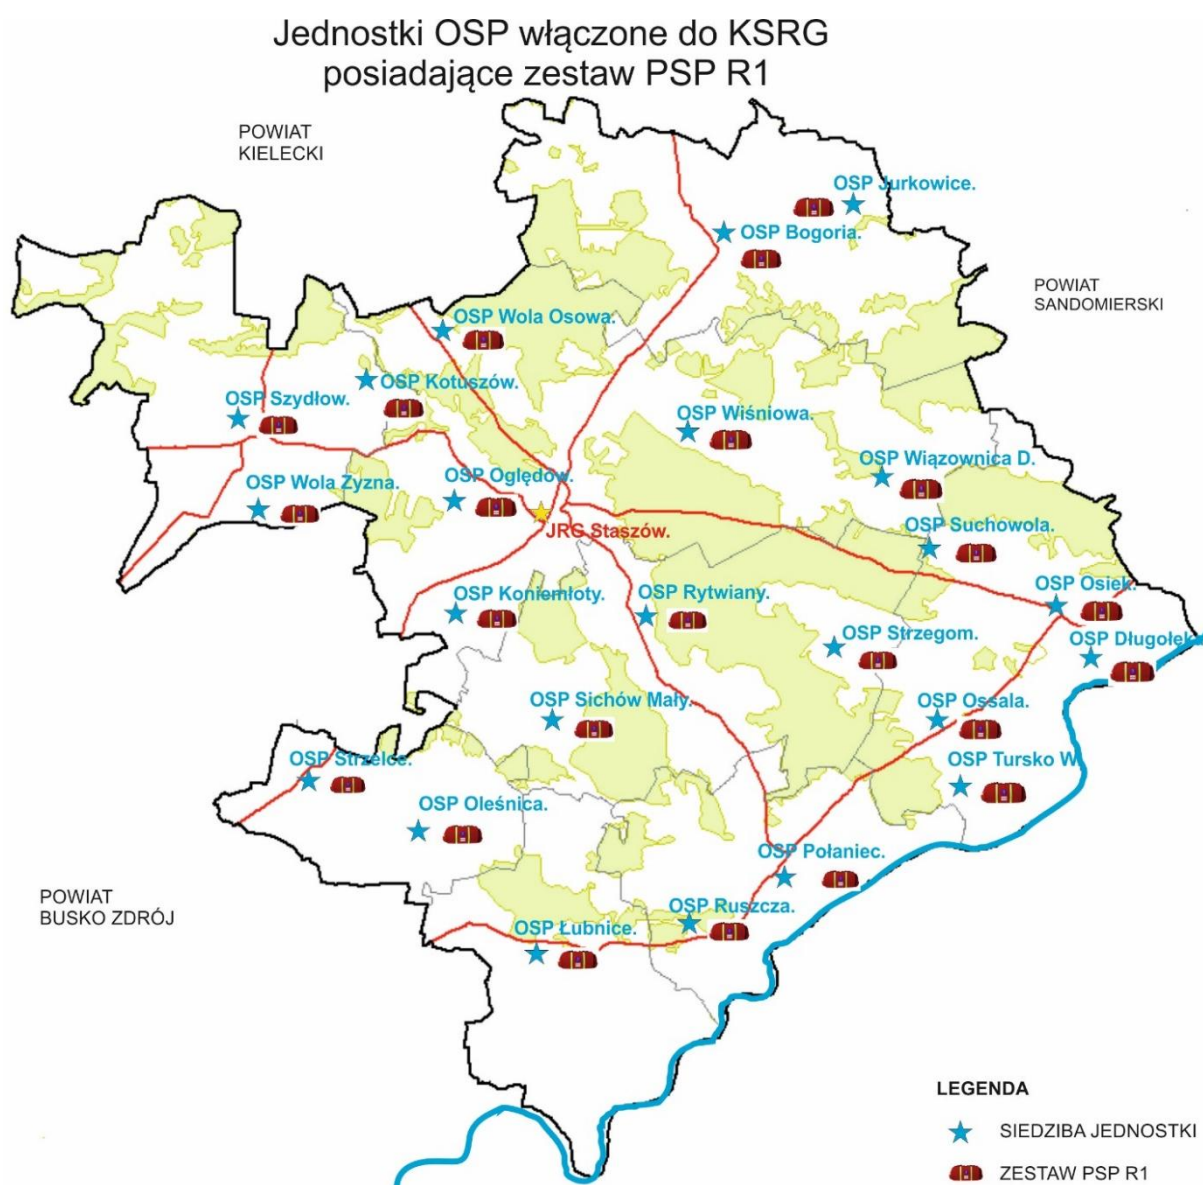 Jednostki OSP włączone do KSRG
posiadające zestaw PSP R1
POWIAT
KIELECKI
OSP Jurkowice.
OSP Bogoria.
POWIAT
SANDOMIERSKI
OSP Wola Osowa.
OSP Kotuszów.
OSP Szydłow.
OSP Wiśniowa.
OSP Wiązownica D.
OSP Wola Zyzna.
OSP Oględów.
JRG Staszów.
OSP Suchowola.
OSP Osiek.
OSP Koniemłoty.
OSP Rytwiany.
OSP Strzegom.
OSP Długołęk
OSP Sichów Mały.
OSP Ossala.
OSP Strzelce.
OSP Tursko W.
OSP Oleśnica.
OSP Połaniec.
POWIAT
BUSKO ZDRÓJ
OSP Ruszcza.
OSP Łubnice.
LEGENDA
SIEDZIBA JEDNOSTKI
ZESTAW PSP R1